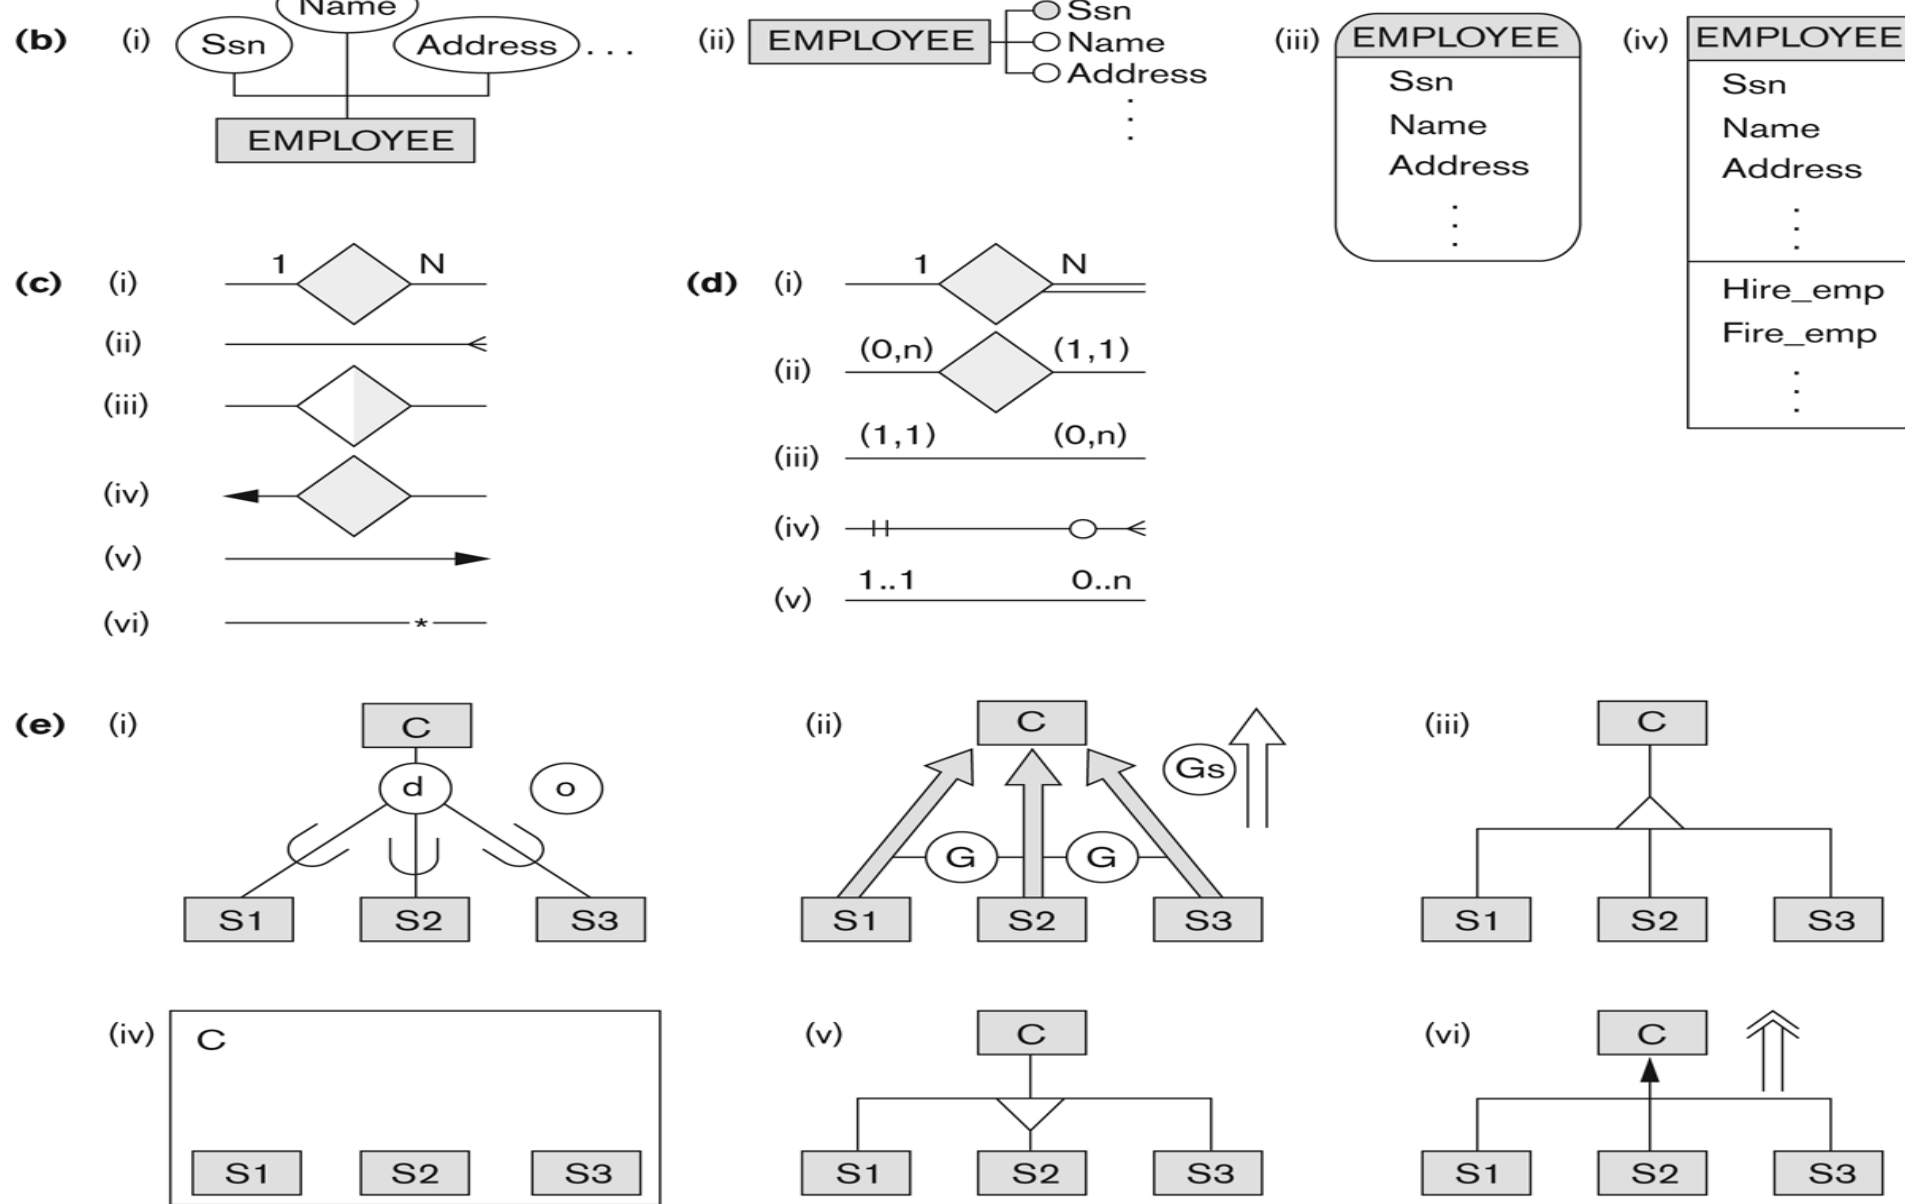 (b) (i) Ssn Name Address ...
EMPLOYEE
(ii) EMPLOYEE Ssn
Name
Address
(iii) EMPLOYEE
Ssn
Name
Address
(iv) EMPLOYEE
Ssn
Name
Address
Hire_emp
Fire_emp
(c) (i) 1 N
(ii)
(iii)
(iv)
(v)
(vi) *
(d) (i) 1 N
(ii) (0,n) (1,1)
(iii) (1,1) (0,n)
(iv)
(v) 1..1 0..n
(e) (i) C
d o
S1 S2 S3
(ii) C
Gs
G G
S1 S2 S3
(iii) C
S1 S2 S3
(iv) C
S1 S2 S3
(v) C
S1 S2 S3
(vi) C
S1 S2 S3